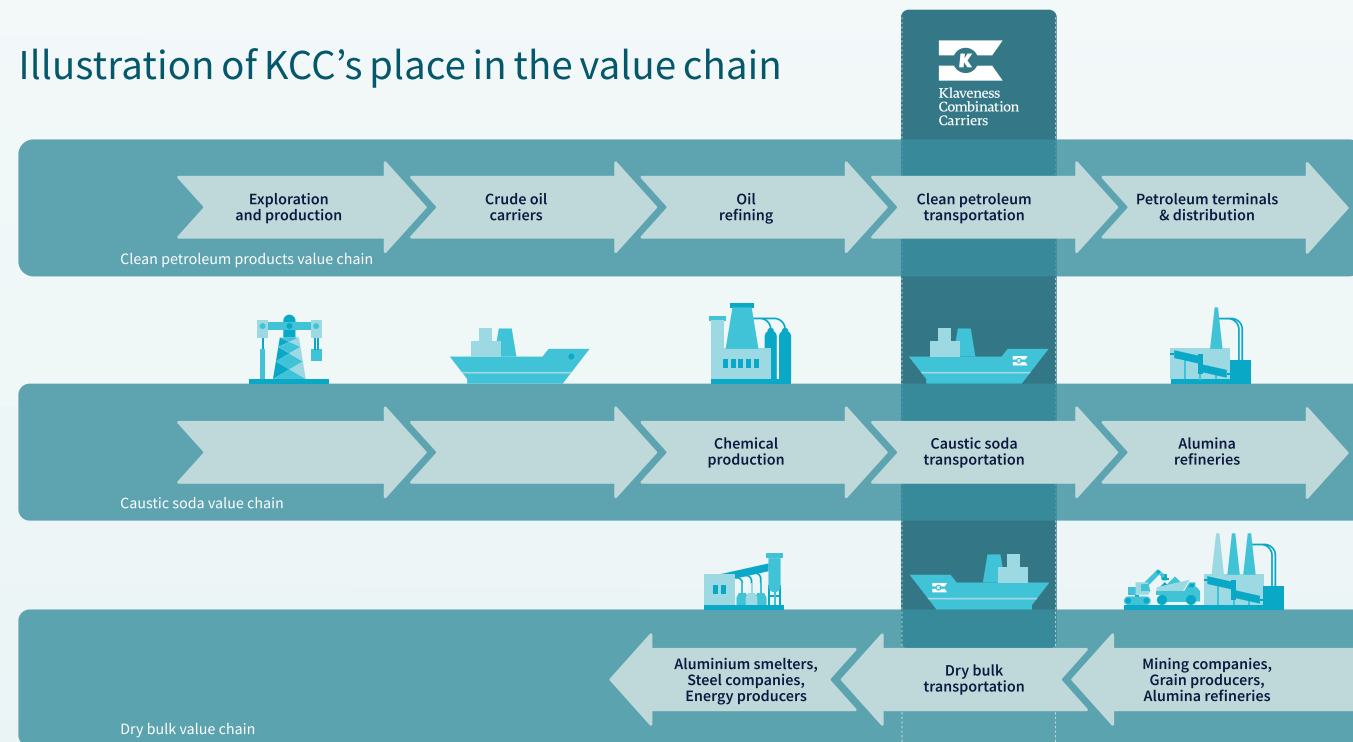 Illustration of KCC's place in the value chain
K
Klaveness
Combination
Carriers
Exploration
and production
Crude oil
carriers
Oil
refining
Clean petroleum
transportation
Petroleum terminals
& distribution
Clean petroleum products value chain
Chemical
production
Caustic soda
transportation
Alumina
refineries
Caustic soda value chain
Aluminium smelters,
Steel companies,
Energy producers
Dry bulk
transportation
Mining companies,
Grain producers,
Alumina refineries
Dry bulk value chain